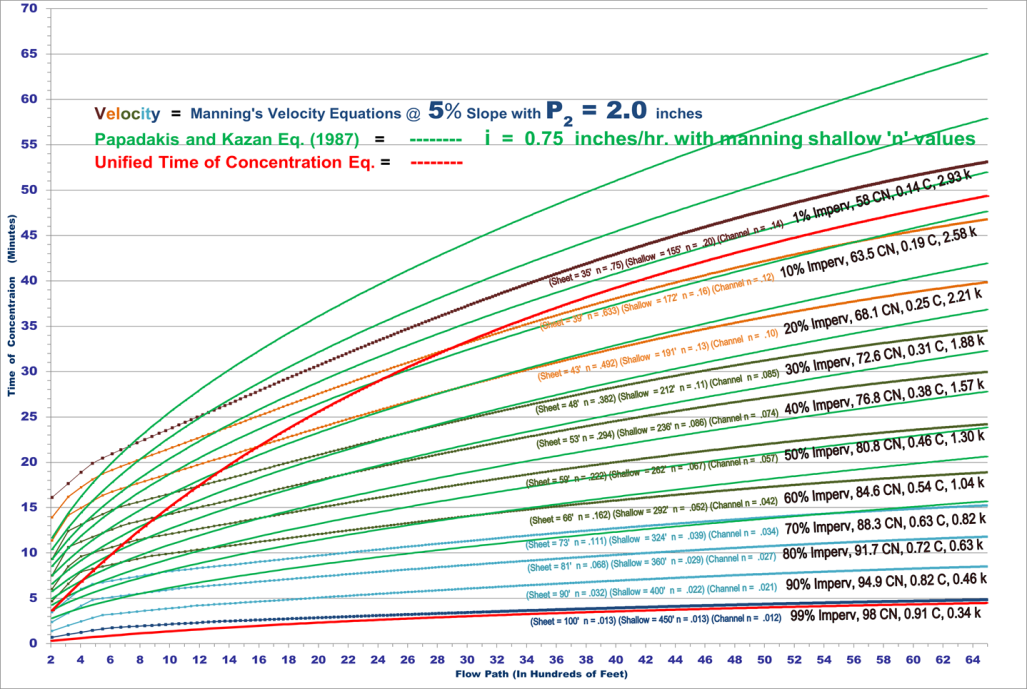 70
65
60
55
50
45
40
35
30
25
20
15
10
5
0
Time of Concentraion (Minutes)
Velocity = Manning's Velocity Equations @ 5% Slope with P2 = 2.0 inches
Papadakis and Kazan Eq. (1987) = -------- i = 0.75 inches/hr. with manning shallow 'n' values
Unified Time of Concentration Eq. = --------
1% Imperv, 58 CN, 0.14 C, 2.93 k
(Sheet = 35' n = .75) (Shallow = 155' n = .20) (Channel n = .14)
10% Imperv, 63.5 CN, 0.19 C, 2.58 k
(Sheet = 39' n = .633) (Shallow = 172' n = .16) (Channel n = .12)
20% Imperv, 68.1 CN, 0.25 C, 2.21 k
(Sheet = 43' n = .492) (Shallow = 191' n = .13) (Channel n = .10)
30% Imperv, 72.6 CN, 0.31 C, 1.88 k
(Sheet = 48' n = .382) (Shallow = 212' n = .11) (Channel n = .085)
40% Imperv, 76.8 CN, 0.38 C, 1.57 k
(Sheet = 53' n = .294) (Shallow = 236' n = .086) (Channel n = .074)
50% Imperv, 80.8 CN, 0.46 C, 1.30 k
(Sheet = 59' n = .222) (Shallow = 262' n = .067) (Channel n = .057)
60% Imperv, 84.6 CN, 0.54 C, 1.04 k
(Sheet = 66' n = .162) (Shallow = 292' n = .052) (Channel n = .042)
70% Imperv, 88.3 CN, 0.63 C, 0.82 k
(Sheet = 73' n = .111) (Shallow = 324' n = .039) (Channel n = .034)
80% Imperv, 91.7 CN, 0.72 C, 0.63 k
(Sheet = 81' n = .068) (Shallow = 360' n = .029) (Channel n = .027)
90% Imperv, 94.9 CN, 0.82 C, 0.46 k
(Sheet = 90' n = .032) (Shallow = 400' n = .022) (Channel n = .021)
99% Imperv, 98 CN, 0.91 C, 0.34 k
(Sheet = 100' n = .013) (Shallow = 450' n = .013) (Channel n = .012)
2 4 6 8 10 12 14 16 18 20 22 24 26 28 30 32 34 36 38 40 42 44 46 48 50 52 54 56 58 60 62 64
Flow Path (In Hundreds of Feet)